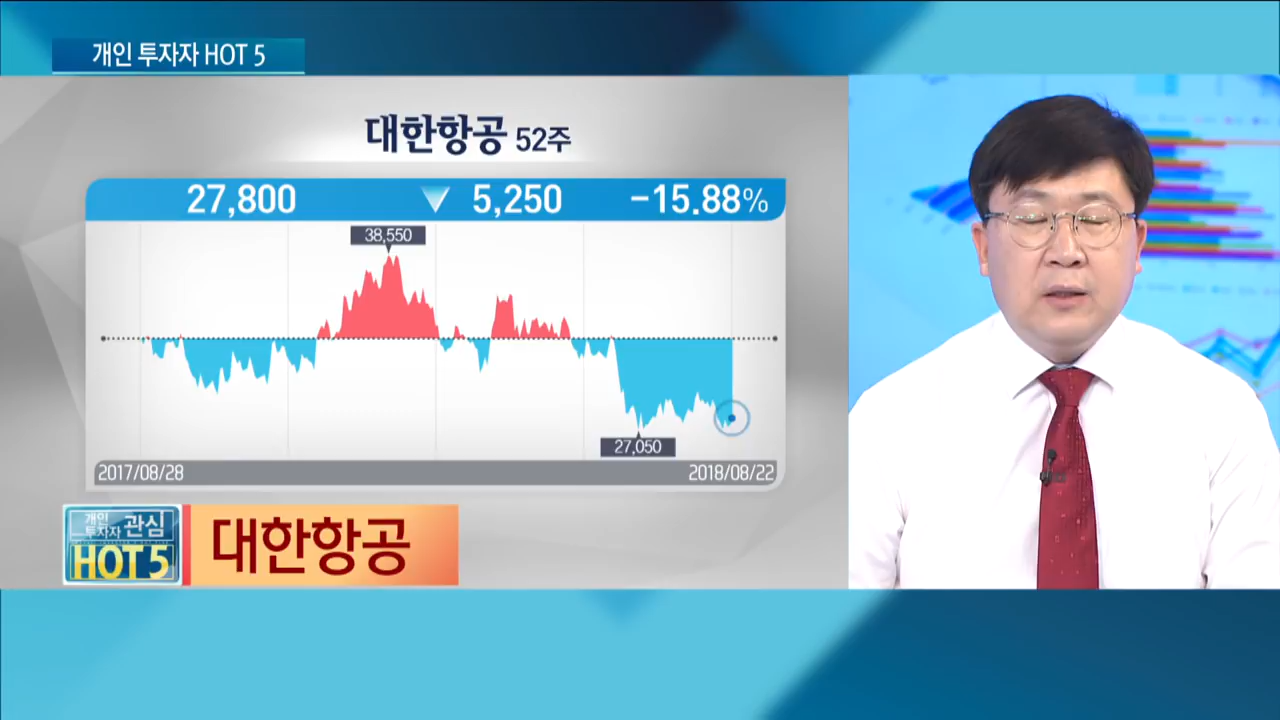 개인 투자자 HOT 5
대한항공 52주
27,800 ▼ 5,250 -15.88%
38,550
27,050
2017/08/28 2018/08/22
개인
투자자 관심
HOT 5
대한항공